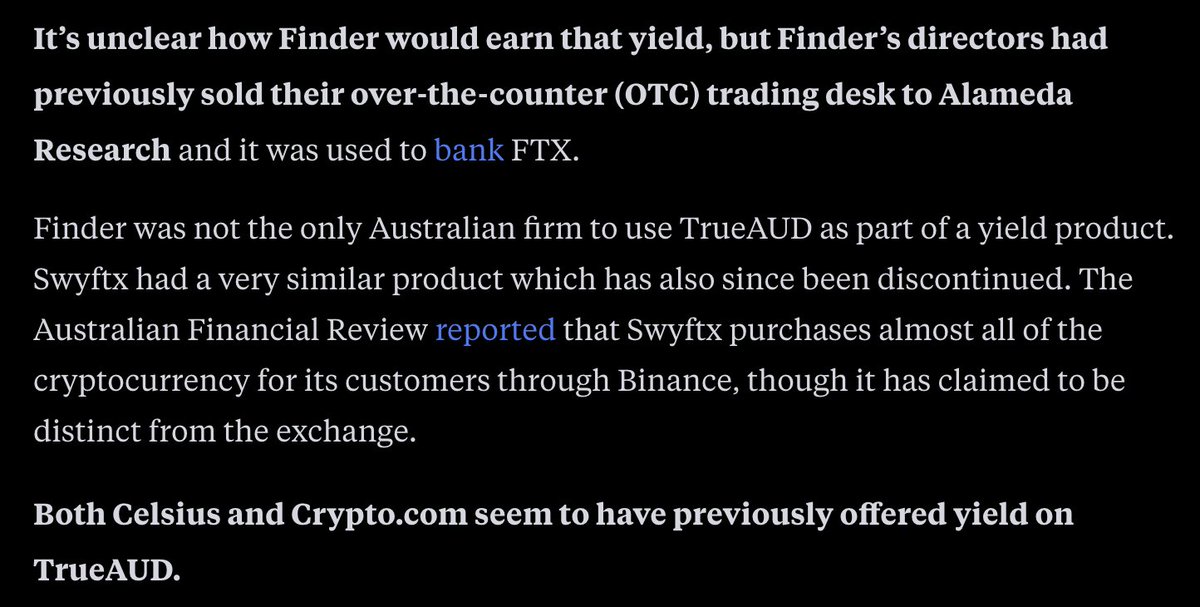 It’s unclear how Finder would earn that yield, but Finder’s directors had
previously sold their over-the-counter (OTC) trading desk to Alameda
Research and it was used to bank FTX.
Finder was not the only Australian firm to use TrueAUD as part of a yield product.
Swyftx had a very similar product which has also since been discontinued. The
Australian Financial Review reported that Swyftx purchases almost all of the
cryptocurrency for its customers through Binance, though it has claimed to be
distinct from the exchange.
Both Celsius and Crypto.com seem to have previously offered yield on
TrueAUD.